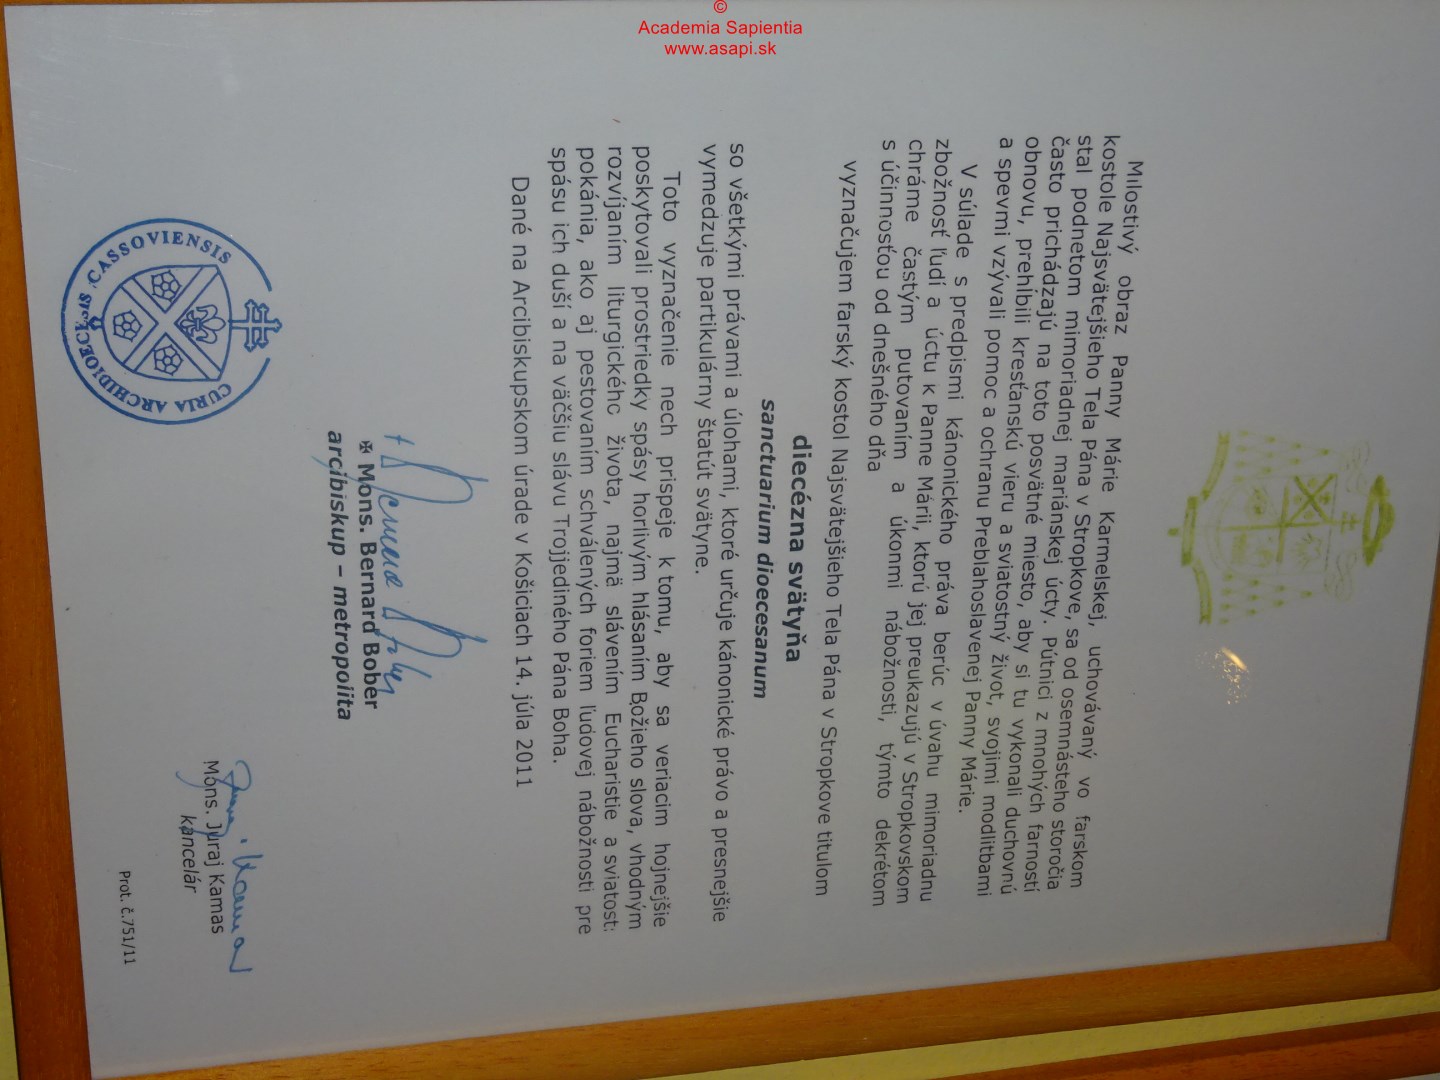 ©
Academia Sapientia
www.asapi.sk
Milostivý obraz Panny Márie Karmelskej, uchovávaný vo farskom
kostole Najsvätejšieho Tela Pána v Stropkove, sa od osemnásteho storočia
stal podnetom mimoriadnej mariánskej úcty. Pútnici z mnohých farností
často prichádzajú na toto posvätné miesto, aby si tu vykonali duchovnú
obnovu, prehĺbili kresťanskú vieru a sviatostný život, svojimi modlitbami
a spevmi vzývali pomoc a ochranu Preblahoslavenej Panny Márie.
V súlade s predpismi kánonického práva berúc v úvahu mimoriadnu
zbožnosť ľudí a úctu k Panne Márii, ktorú jej preukazujú v Stropkovskom
chráme častým putovaním a úkonmi nábožnosti, týmto dekrétom
s účinnosťou od dnešného dňa
vyznačujem farský kostol Najsvätejšieho Tela Pána v Stropkove titulom
diecézna svätyňa
sanctuarium dioecesanum
so všetkými právami a úlohami, ktoré určuje kánonické právo a presnejšie
vymedzuje partikulárny štatút svätyne.
Toto vyznačenie nech prispeje k tomu, aby sa veriacim hojnejšie
poskytovali prostriedky spásy horlivým hlásaním Božieho slova, vhodným
rozvíjaním liturgického života, najmä slávením Eucharistie a sviatosti
pokánia, ako aj pestovaním schválených foriem ľudovej nábožnosti pre
spásu ich duší a na väčšiu slávu Trojjediného Pána Boha.
Dané na Arcibiskupskom úrade v Košiciach 14. júla 2011
✠ Mons. Bernard Bober
arcibiskup – metropolita
CURIA ARCHIDIOECESIS CASSOVIENSIS
Mons. Juraj Kamas
kancelár
Prot. č.751/11